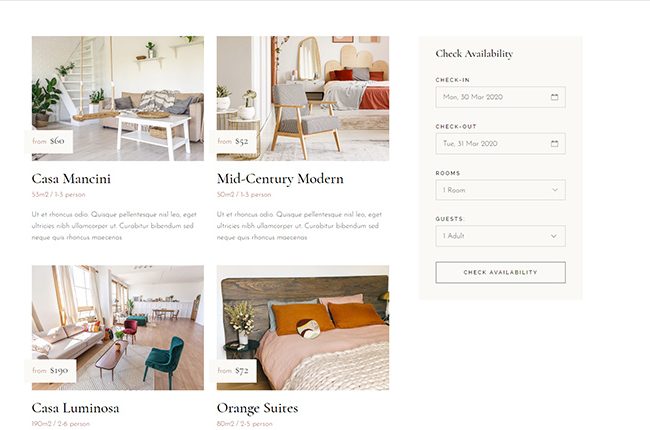 from $60
Casa Mancini
53m2 / 1-3 person
Ut et rhoncus odio. Quisque pellentesque nisl leo, eget
ultricies nibh ullamcorper ut. Curabitur bibendum sed
neque quis rhoncus maecenas
from $52
Mid-Century Modern
50m2 / 1-3 person
Ut et rhoncus odio. Quisque pellentesque nisl leo, eget
ultricies nibh ullamcorper ut. Curabitur bibendum sed
neque quis rhoncus maecenas
from $190
Casa Luminosa
190m2 / 2-6 person
from $72
Orange Suites
80m2 / 2-5 person
Check Availability
CHECK-IN
Mon, 30 Mar 2020
CHECK-OUT
Tue, 31 Mar 2020
ROOMS
1 Room
GUESTS:
1 Adult
CHECK AVAILABILITY